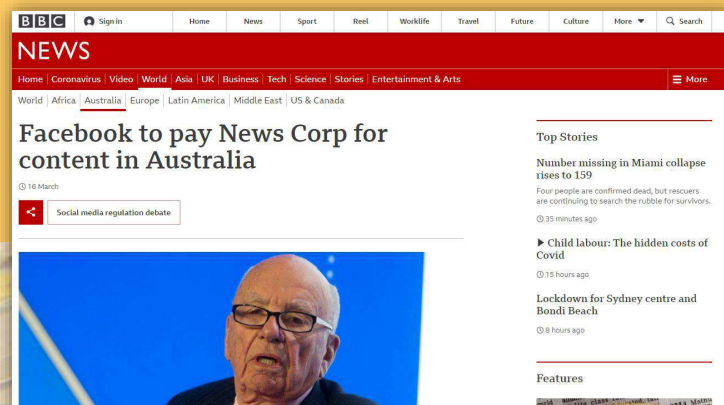 BBC Sign in Home News Sport Reel Worklife Travel Future Culture More Search
NEWS
Home Coronavirus Video World Asia UK Business Tech Science Stories Entertainment & Arts More
World Africa Australia Europe Latin America Middle East US & Canada
Facebook to pay News Corp for
content in Australia
16 March
Social media regulation debate
Top Stories
Number missing in Miami collapse
rises to 159
Four people are confirmed dead, but rescuers
are continuing to search the rubble for survivors.
35 minutes ago
Child labour: The hidden costs of
Covid
15 hours ago
Lockdown for Sydney centre and
Bondi Beach
8 hours ago
Features